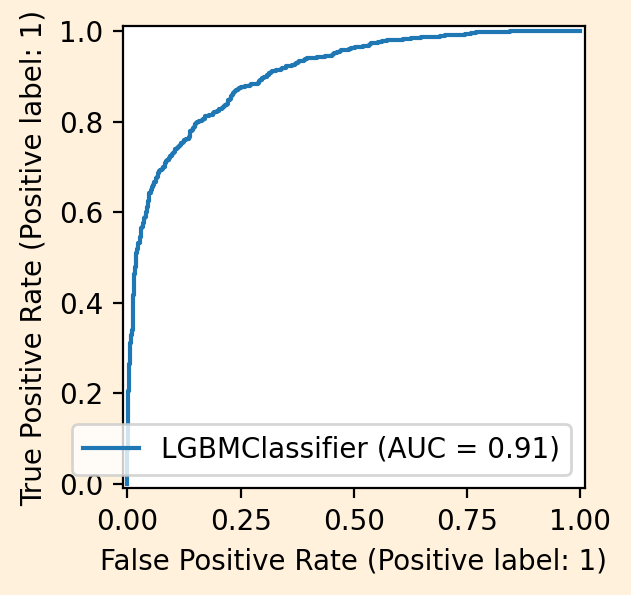 True Positive Rate (Positive label: 1)
1.0
0.8
0.6
0.4
0.2
0.0
LGBMClassifier (AUC = 0.91)
0.00 0.25 0.50 0.75 1.00
False Positive Rate (Positive label: 1)